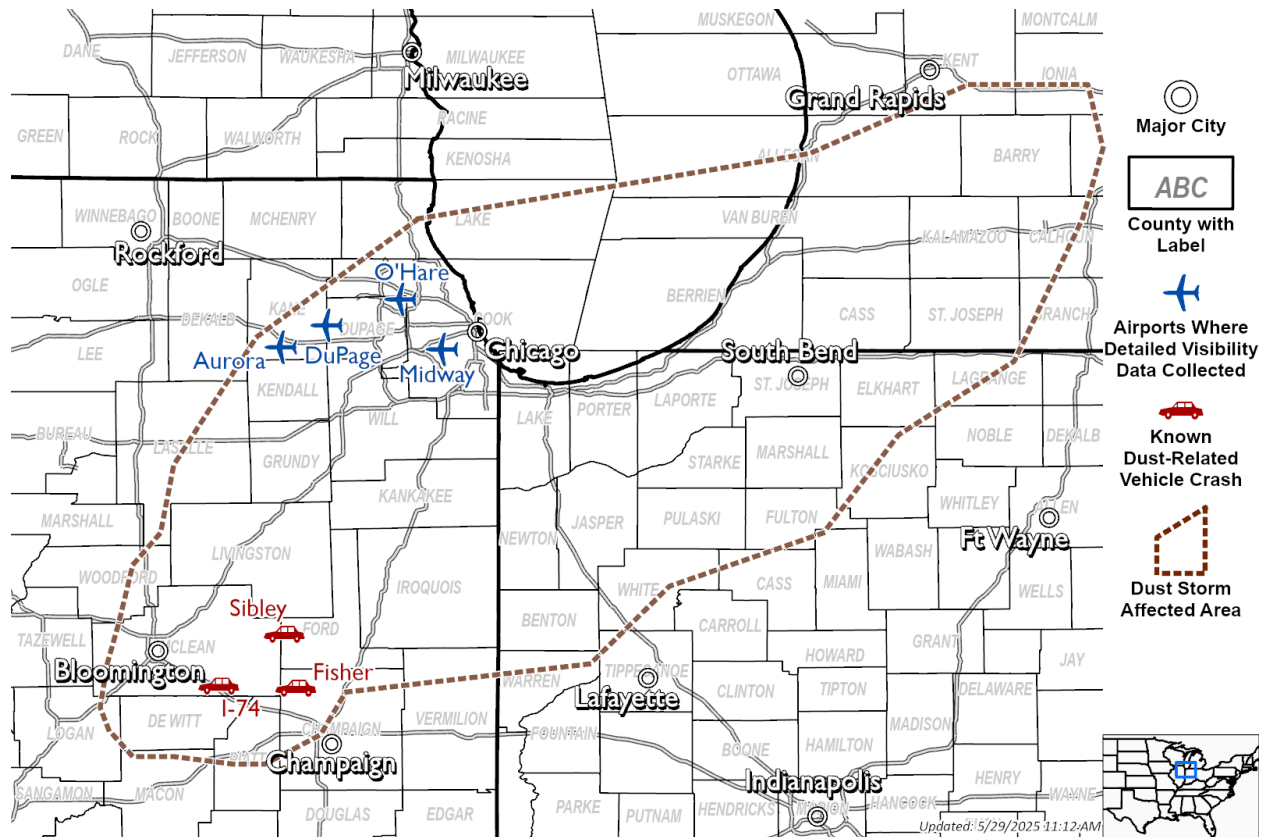 MUSKEGON
MONTCALM
DANE
JEFFERSON
WAUKESHA
MILWAUKEE
Milwaukee
OTTAWA
KENT
IONIA
Grand Rapids
GREEN
ROCK
WALWORTH
RACINE
KENOSHA
ALLEGAN
BARRY
WINNEBAGO
BOONE
MCHENRY
LAKE
VAN BUREN
KALAMAZOO
CALHOUN
Rockford
OGLE
O'Hare
KANE
DEKALB
DUPAGE
COOK
BERRIEN
CASS
ST. JOSEPH
BRANCH
LEE
Aurora
DuPage
Midway
Chicago
South Bend
KENDALL
WILL
LAKE
PORTER
LAPORTE
ST. JOSEPH
ELKHART
LAGRANGE
BUREAU
LASALLE
GRUNDY
STARKE
MARSHALL
KOSCIUSKO
NOBLE
DEKALB
KANKAKEE
WHITLEY
ALLEN
MARSHALL
LIVINGSTON
NEWTON
JASPER
PULASKI
FULTON
WABASH
Ft Wayne
WOODFORD
IROQUOIS
WHITE
CASS
MIAMI
WELLS
Sibley
FORD
BENTON
CARROLL
GRANT
TAZEWELL
MCLEAN
Bloomington
HOWARD
JAY
I-74
Fisher
WARREN
TIPPECANOE
Lafayette
CLINTON
TIPTON
DELAWARE
LOGAN
DE WITT
CHAMPAIGN
VERMILION
FOUNTAIN
MADISON
PIATT
Champaign
BOONE
HAMILTON
Indianapolis
HENRY
SANGAMON
MACON
DOUGLAS
EDGAR
PARKE
PUTNAM
HENDRICKS
MARION
HANCOCK
WAYNE
Updated: 5/29/2025 11:12 AM
Major City
ABC
County with
Label
Airports Where
Detailed Visibility
Data Collected
Known
Dust-Related
Vehicle Crash
Dust Storm
Affected Area